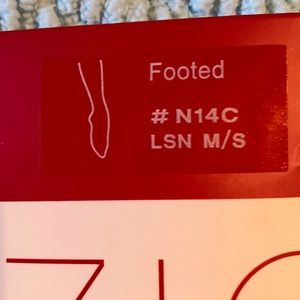 Footed
# N14C
LSN M/S